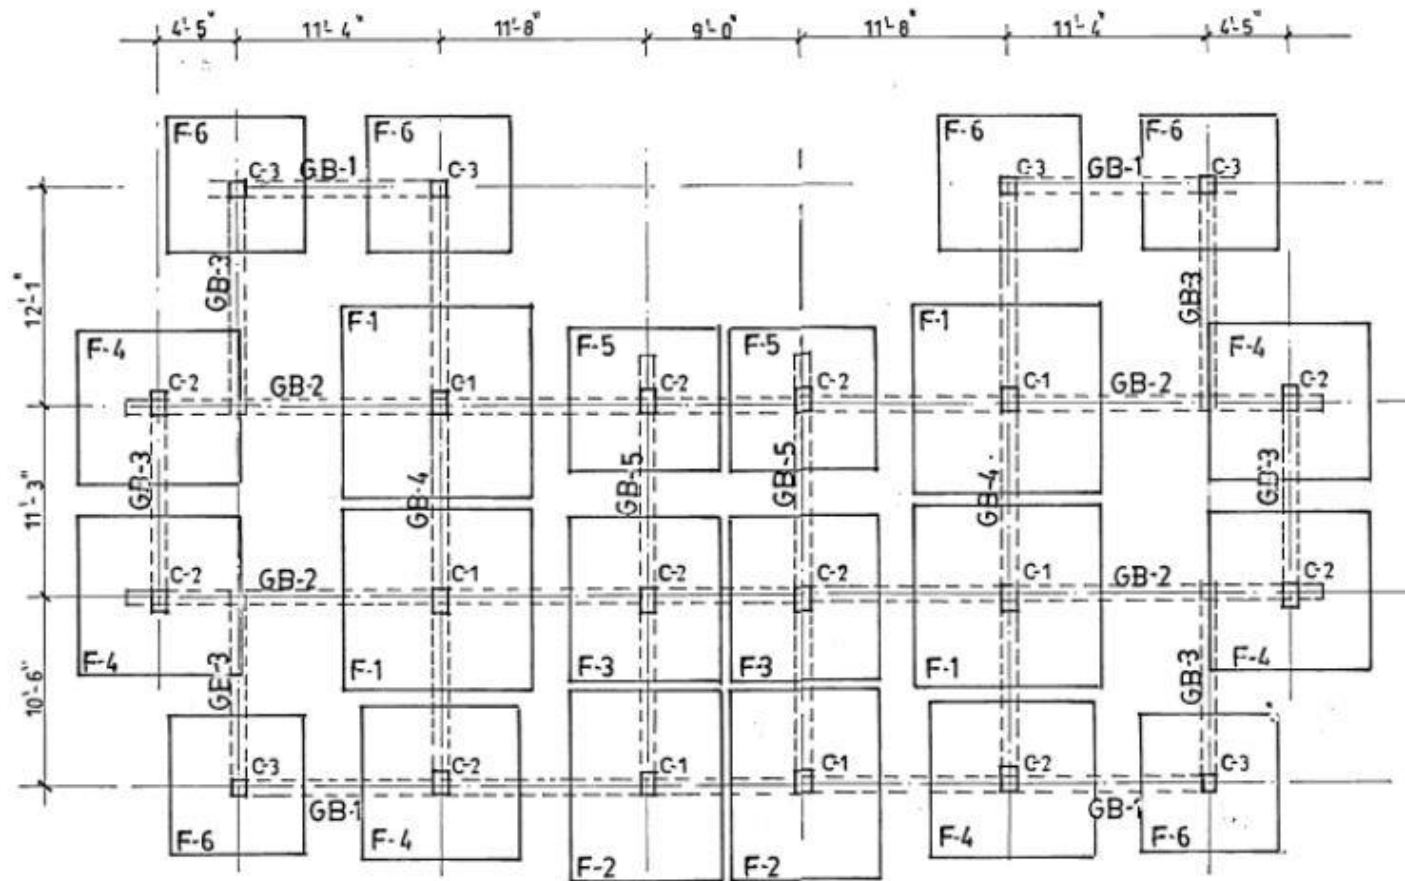 4'-5" 11'-4" 11'-8" 9'-0" 11'-8" 11'-4" 4'-5"
F-6 F-6 F-6 F-6
C-3 GB-1 C-3 C-3 GB-1 C-3
12'-1"
GB-3 GB-3
F-1 F-1
F-4 F-5 F-5 F-4
C-2 GB-2 C-1 C-2 C-2 C-1 GB-2 C-2
11'-3"
GB-3 GB-4 GB-5 GB-5 GB-4 GB-3
C-2 GB-2 C-1 C-2 C-2 C-1 GB-2 C-2
F-4 F-1 F-3 F-3 F-1 F-4
10'-6"
GB-3 GB-3
C-3 C-2 C-1 C-1 C-2 C-3
GB-1 GB-1
F-6 F-4 F-2 F-2 F-4 F-6